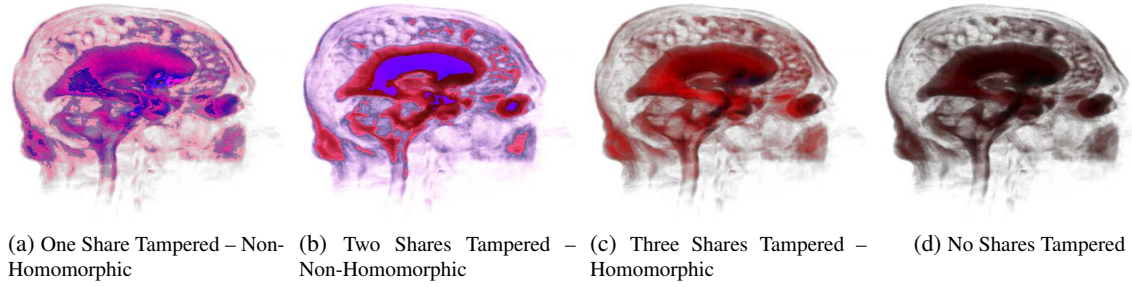 (a) One Share Tampered – Non-
Homomorphic
(b) Two Shares Tampered –
Non-Homomorphic
(c) Three Shares Tampered –
Homomorphic
(d) No Shares Tampered